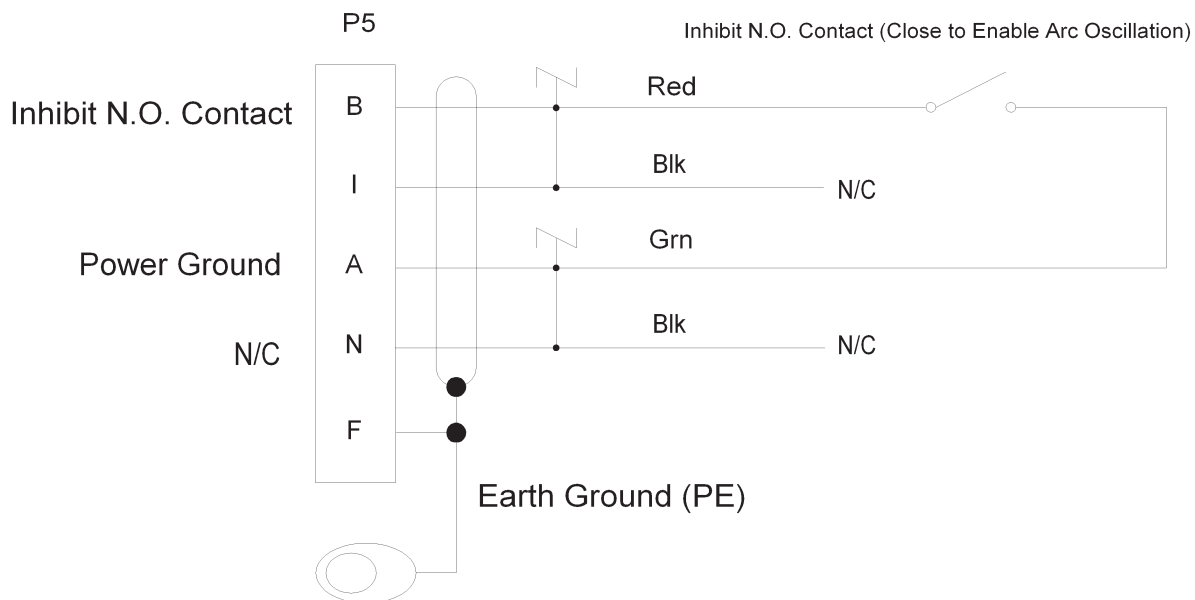 P5
Inhibit N.O. Contact (Close to Enable Arc Oscillation)
Inhibit N.O. Contact
B
Red
I
Blk
N/C
Power Ground
A
Grn
N/C
N
Blk
N/C
F
Earth Ground (PE)